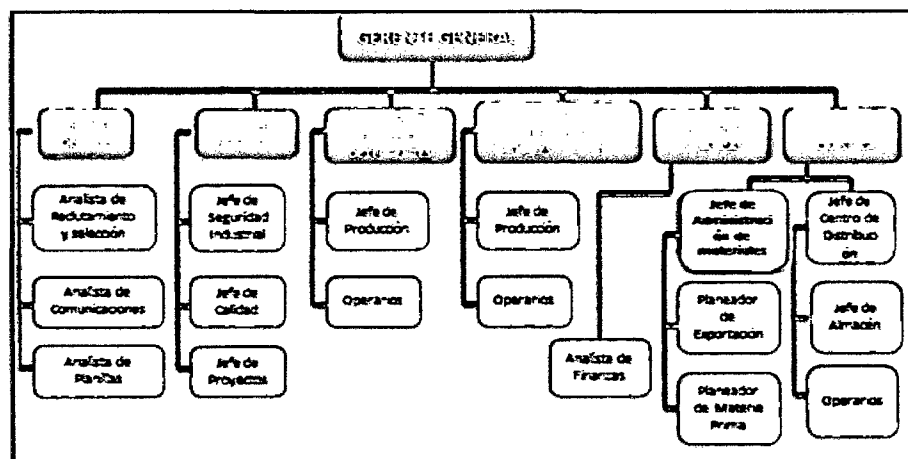 GERENTE GENERAL
Analista de
Reclutamiento
y selección
Analista de
Comunicaciones
Analista de
Planillas
Jefe de
Seguridad
Industrial
Jefe de
Calidad
Jefe de
Proyectos
Jefe de
Producción
Operarios
Jefe de
Producción
Operarios
Analista de
Finanzas
Jefe de
Administraci
ón de
materiales
Planeador
de
Exportación
Planeador
de Materia
Prima
Jefe de
Centro de
Distribuci
ón
Jefe de
Almacén
Operarios